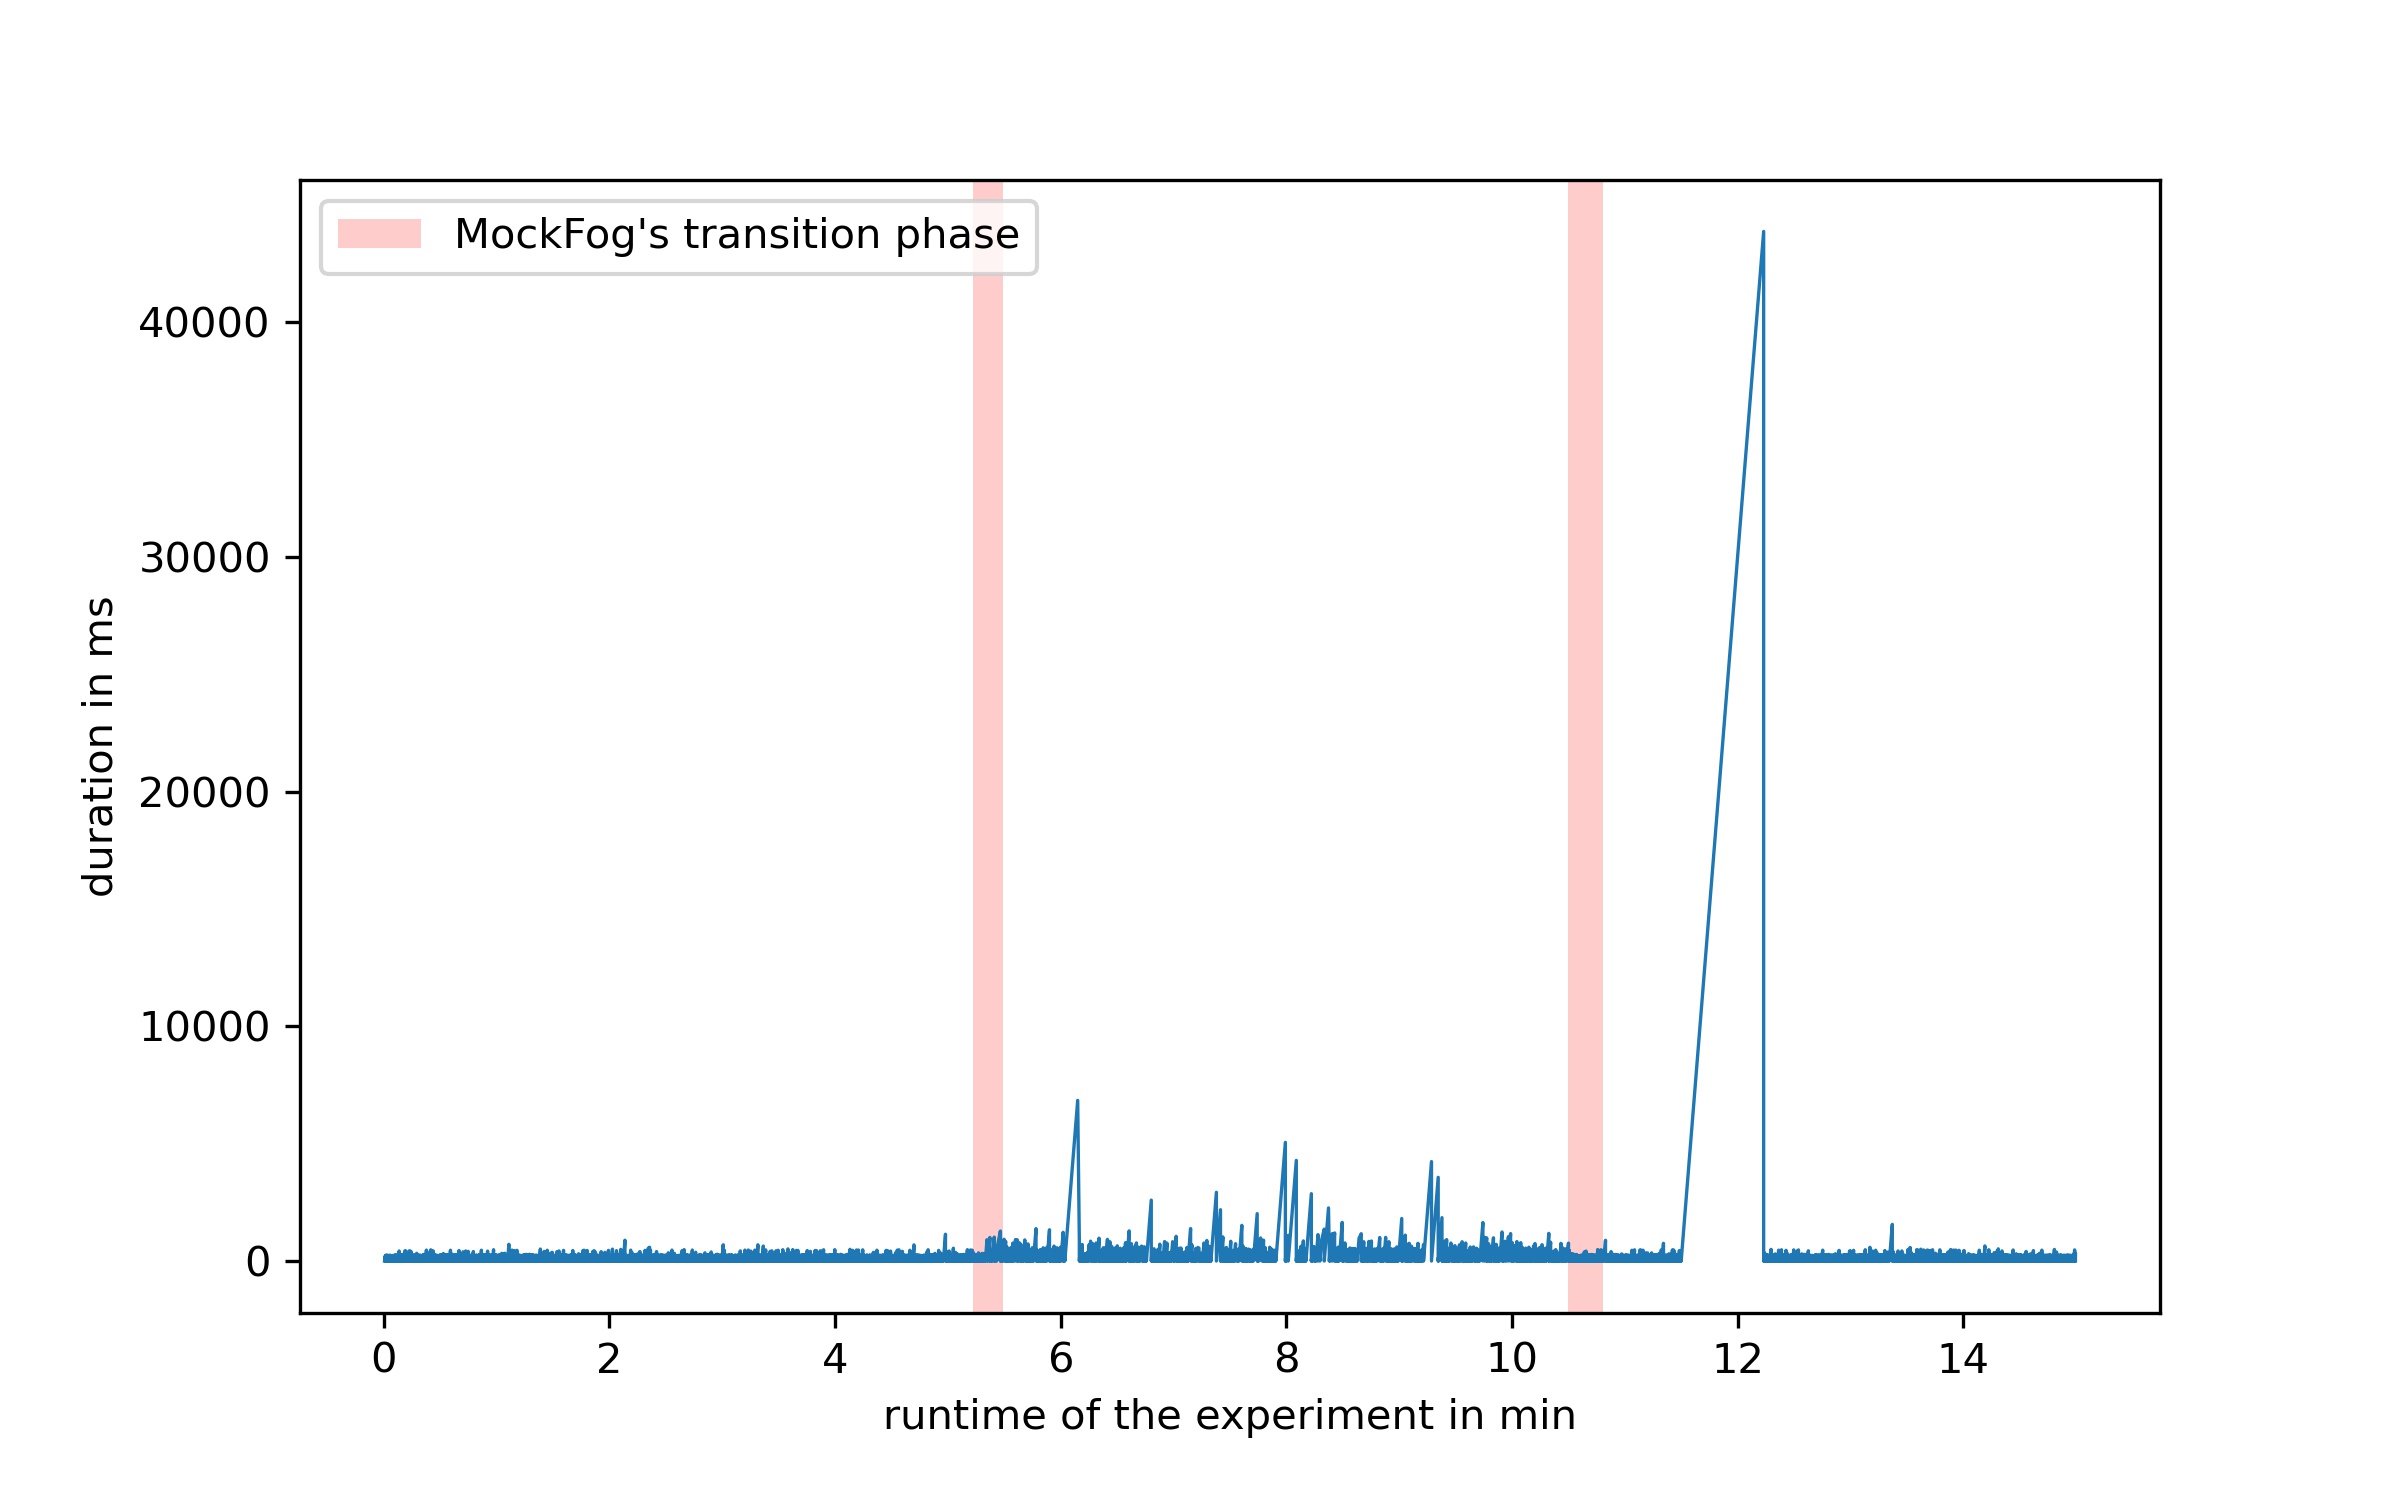 MockFog's transition phase
40000
30000
20000
10000
0
duration in ms
0 2 4 6 8 10 12 14
runtime of the experiment in min